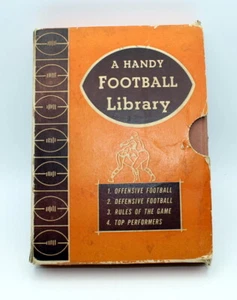 A HANDY
FOOTBALL
Library
1. OFFENSIVE FOOTBALL
2. DEFENSIVE FOOTBALL
3. RULES OF THE GAME
4. TOP PERFORMERS